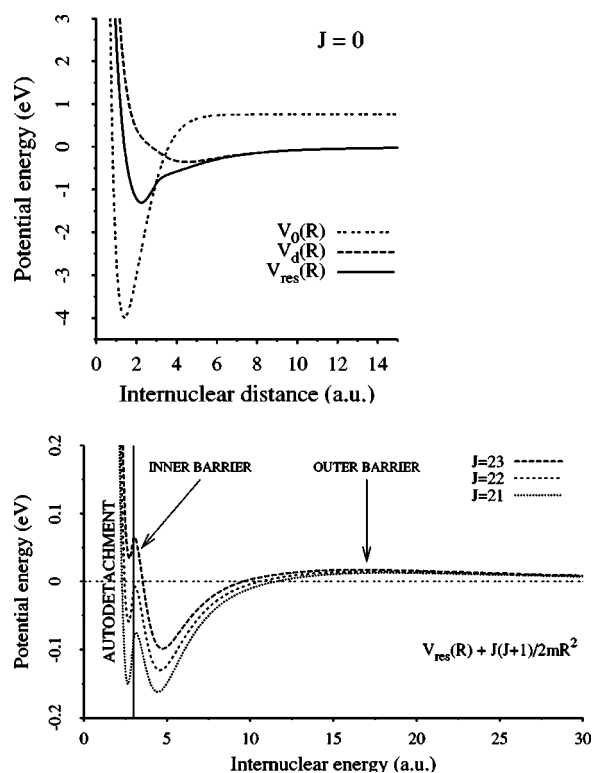 J = 0
Potential energy (eV)
3
2
1
0
-1
-2
-3
-4
V0(R)
Vd(R)
Vres(R)
0 2 4 6 8 10 12 14
Internuclear distance (a.u.)
Potential energy (eV)
0.2
0.1
0
-0.1
-0.2
AUTODETACHMENT
INNER BARRIER
OUTER BARRIER
J=23
J=22
J=21
Vres(R) + J(J+1)/2mR2
0 5 10 15 20 25 30
Internuclear energy (a.u.)